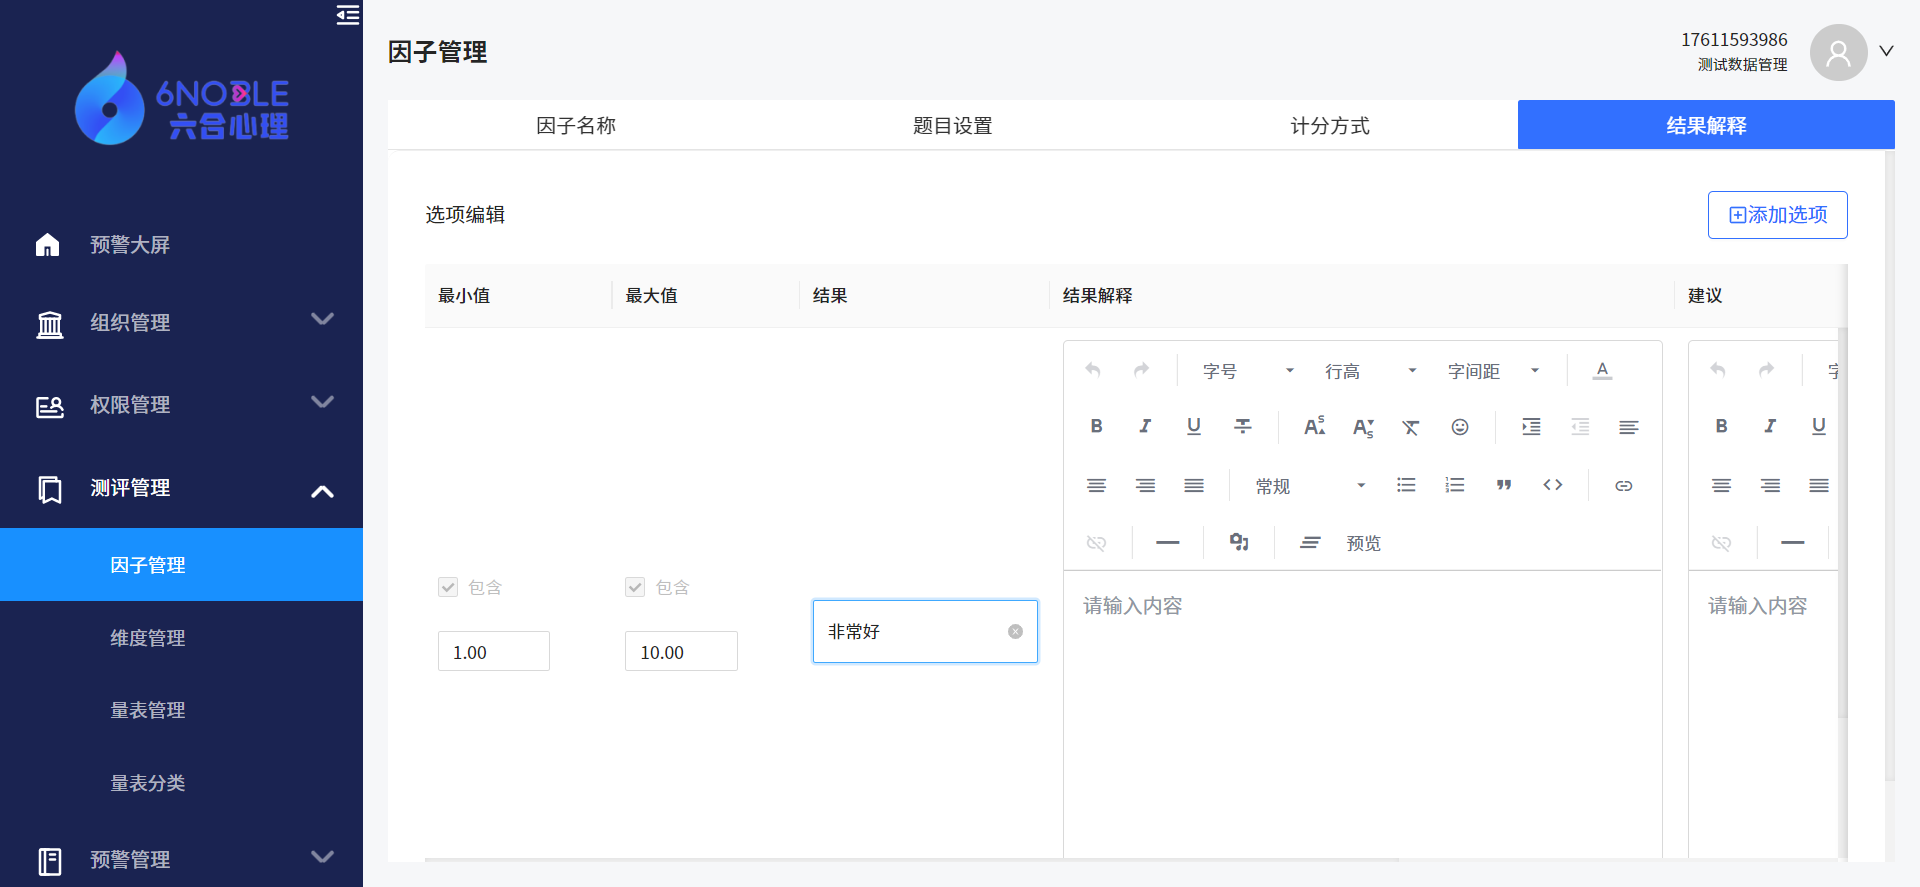 6NOBLE
六合心理
预警大屏
组织管理
权限管理
测评管理
因子管理
维度管理
量表管理
量表分类
预警管理
因子管理
17611593986
测试数据管理
因子名称 题目设置 计分方式 结果解释
选项编辑 添加选项
最小值 最大值 结果 结果解释 建议
字号 行高 字间距 A
B I U
常规
预览
B I U
包含 包含
1.00 10.00 非常好
请输入内容 请输入内容